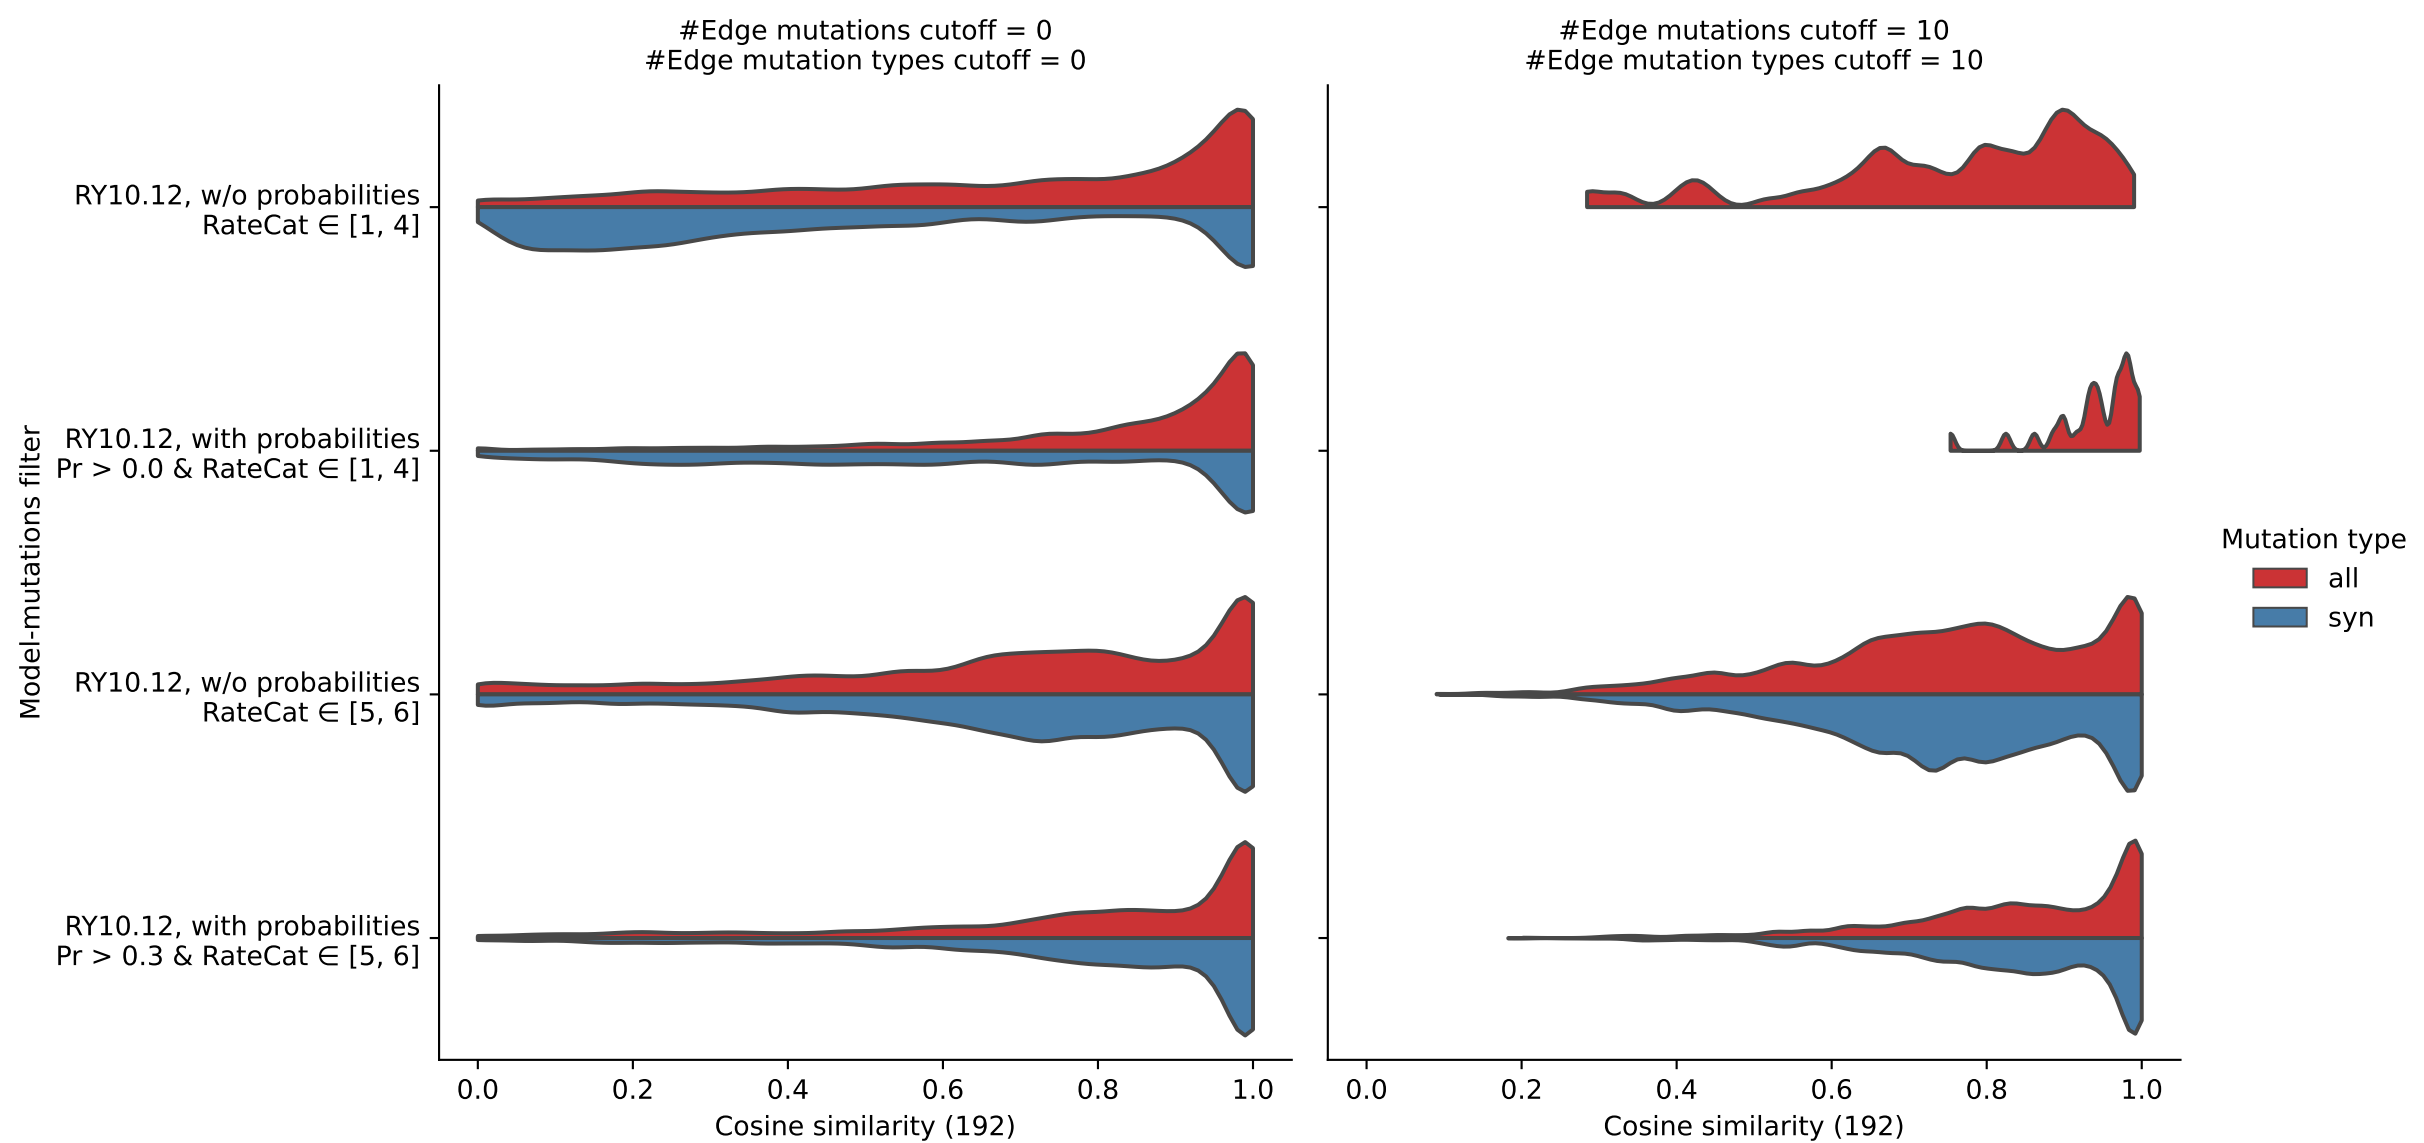 #Edge mutations cutoff = 0
#Edge mutation types cutoff = 0
#Edge mutations cutoff = 10
#Edge mutation types cutoff = 10
Model-mutations filter
RY10.12, w/o probabilities
RateCat ∈ [1, 4]
RY10.12, with probabilities
Pr > 0.0 & RateCat ∈ [1, 4]
RY10.12, w/o probabilities
RateCat ∈ [5, 6]
RY10.12, with probabilities
Pr > 0.3 & RateCat ∈ [5, 6]
0.0 0.2 0.4 0.6 0.8 1.0
Cosine similarity (192)
0.0 0.2 0.4 0.6 0.8 1.0
Cosine similarity (192)
Mutation type
all
syn